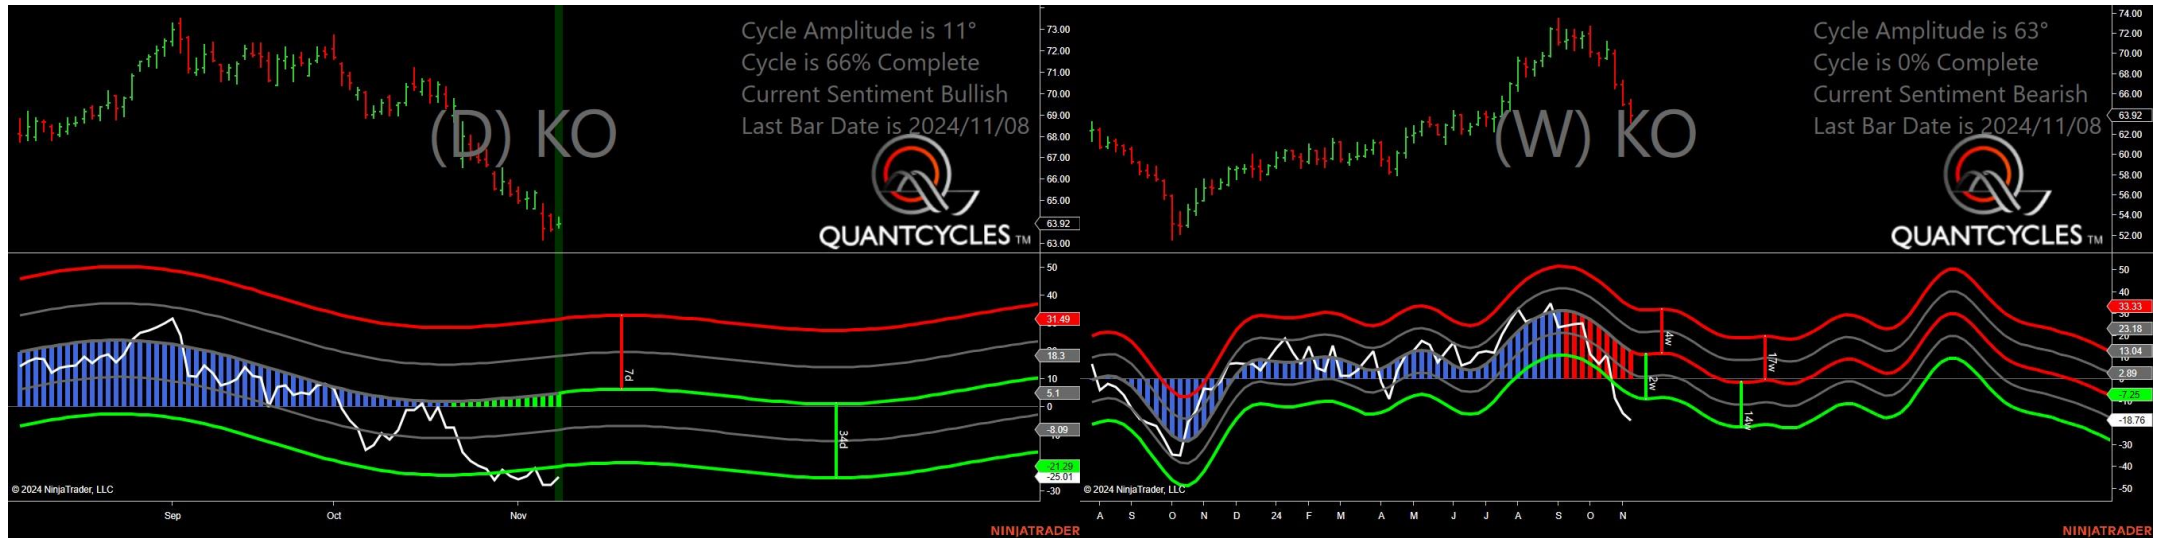 Cycle Amplitude is 11°
Cycle is 66% Complete
Current Sentiment Bullish
Last Bar Date is 2024/11/08
(D) KO
QUANTCYCLES TM
73.00
72.00
71.00
70.00
69.00
68.00
67.00
66.00
65.00
63.92
63.00
50
40
31.49
18.3
10
5.1
0
-8.09
-21.29
-25.01
-30
7d
34d
© 2024 NinjaTrader, LLC
Sep
Oct
Nov
NINJATRADER
Cycle Amplitude is 63°
Cycle is 0% Complete
Current Sentiment Bearish
Last Bar Date is 2024/11/08
(W) KO
QUANTCYCLES TM
74.00
72.00
70.00
68.00
66.00
63.92
62.00
60.00
58.00
56.00
54.00
52.00
50
40
33.33
30
23.18
20
13.04
2.89
-7.25
-18.76
-30
-40
-50
4w
2w
17w
14w
© 2024 NinjaTrader, LLC
A
S
O
N
D
24
F
M
A
M
J
J
A
S
O
N
NINJATRADER